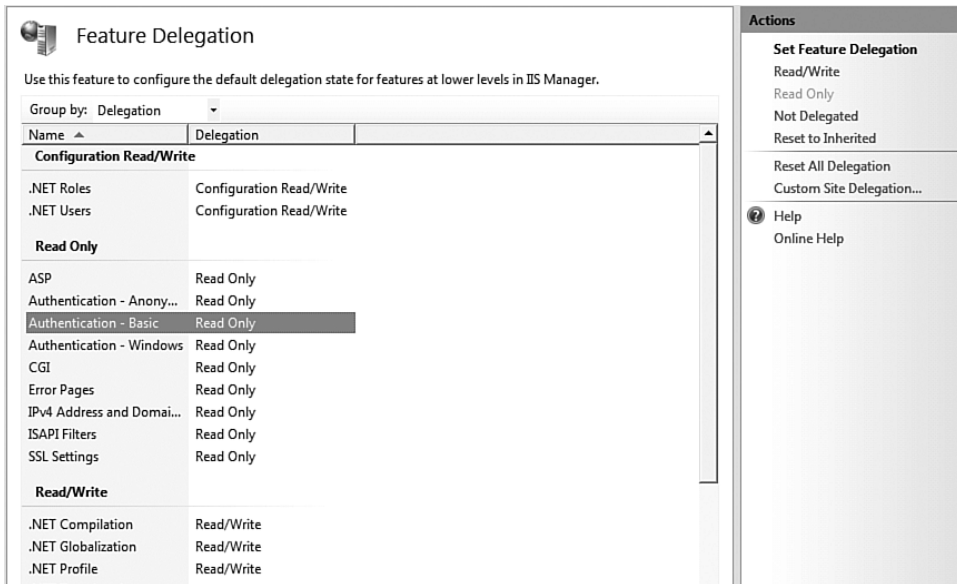 Feature Delegation
Use this feature to configure the default delegation state for features at lower levels in IIS Manager.
Group by: Delegation
Name Delegation
Configuration Read/Write
.NET Roles Configuration Read/Write
.NET Users Configuration Read/Write
Read Only
ASP Read Only
Authentication - Anony... Read Only
Authentication - Basic Read Only
Authentication - Windows Read Only
CGI Read Only
Error Pages Read Only
IPv4 Address and Domai... Read Only
ISAPI Filters Read Only
SSL Settings Read Only
Read/Write
.NET Compilation Read/Write
.NET Globalization Read/Write
.NET Profile Read/Write
Actions
Set Feature Delegation
Read/Write
Read Only
Not Delegated
Reset to Inherited
Reset All Delegation
Custom Site Delegation...
? Help
Online Help